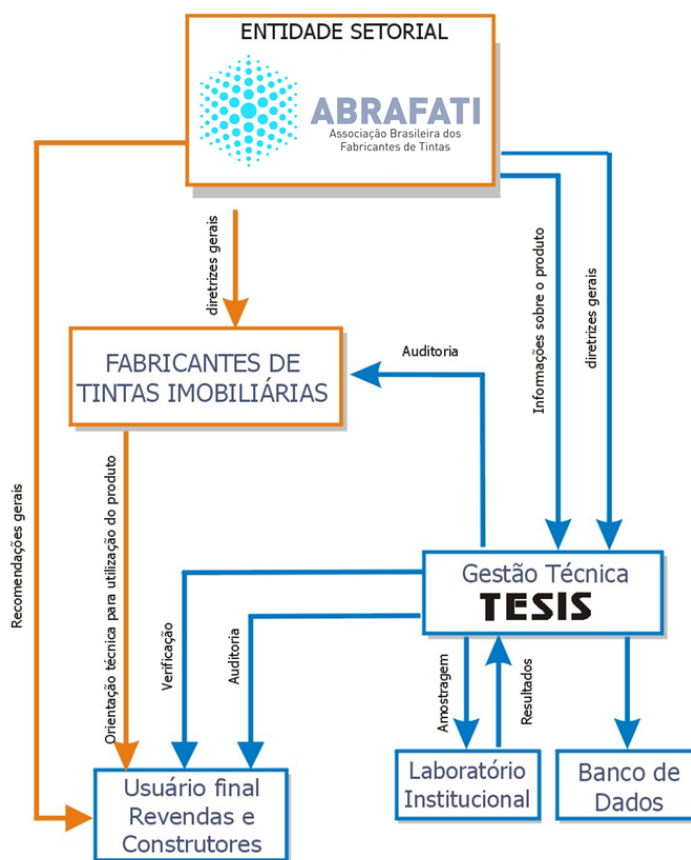 ENTIDADE SETORIAL
ABRAFATI
Associação Brasileira dos
Fabricantes de Tintas
diretrizes gerais
Informações sobre o produto
diretrizes gerais
FABRICANTES DE
TINTAS IMOBILIÁRIAS
Auditoria
Recomendações gerais
Orientação técnica para utilização do produto
Gestão Técnica
TESIS
Verificação
Auditoria
Amostragem
Resultados
Usuário final
Revendas e
Construtores
Laboratório
Institucional
Banco de
Dados